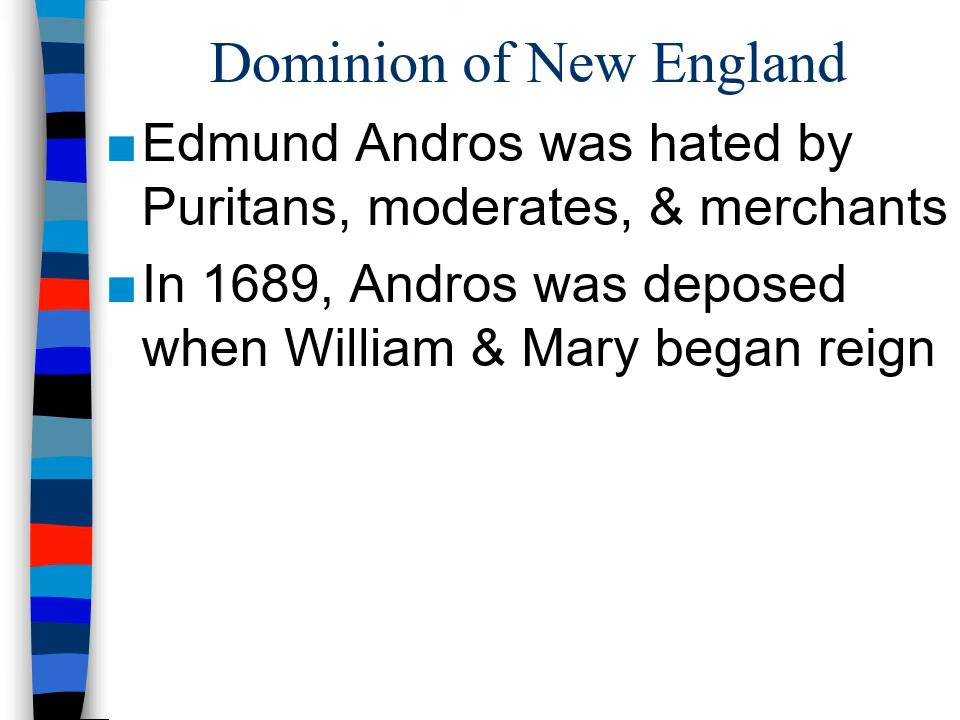 Dominion of New England
■Edmund Andros was hated by
Puritans, moderates, & merchants
■In 1689, Andros was deposed
when William & Mary began reign